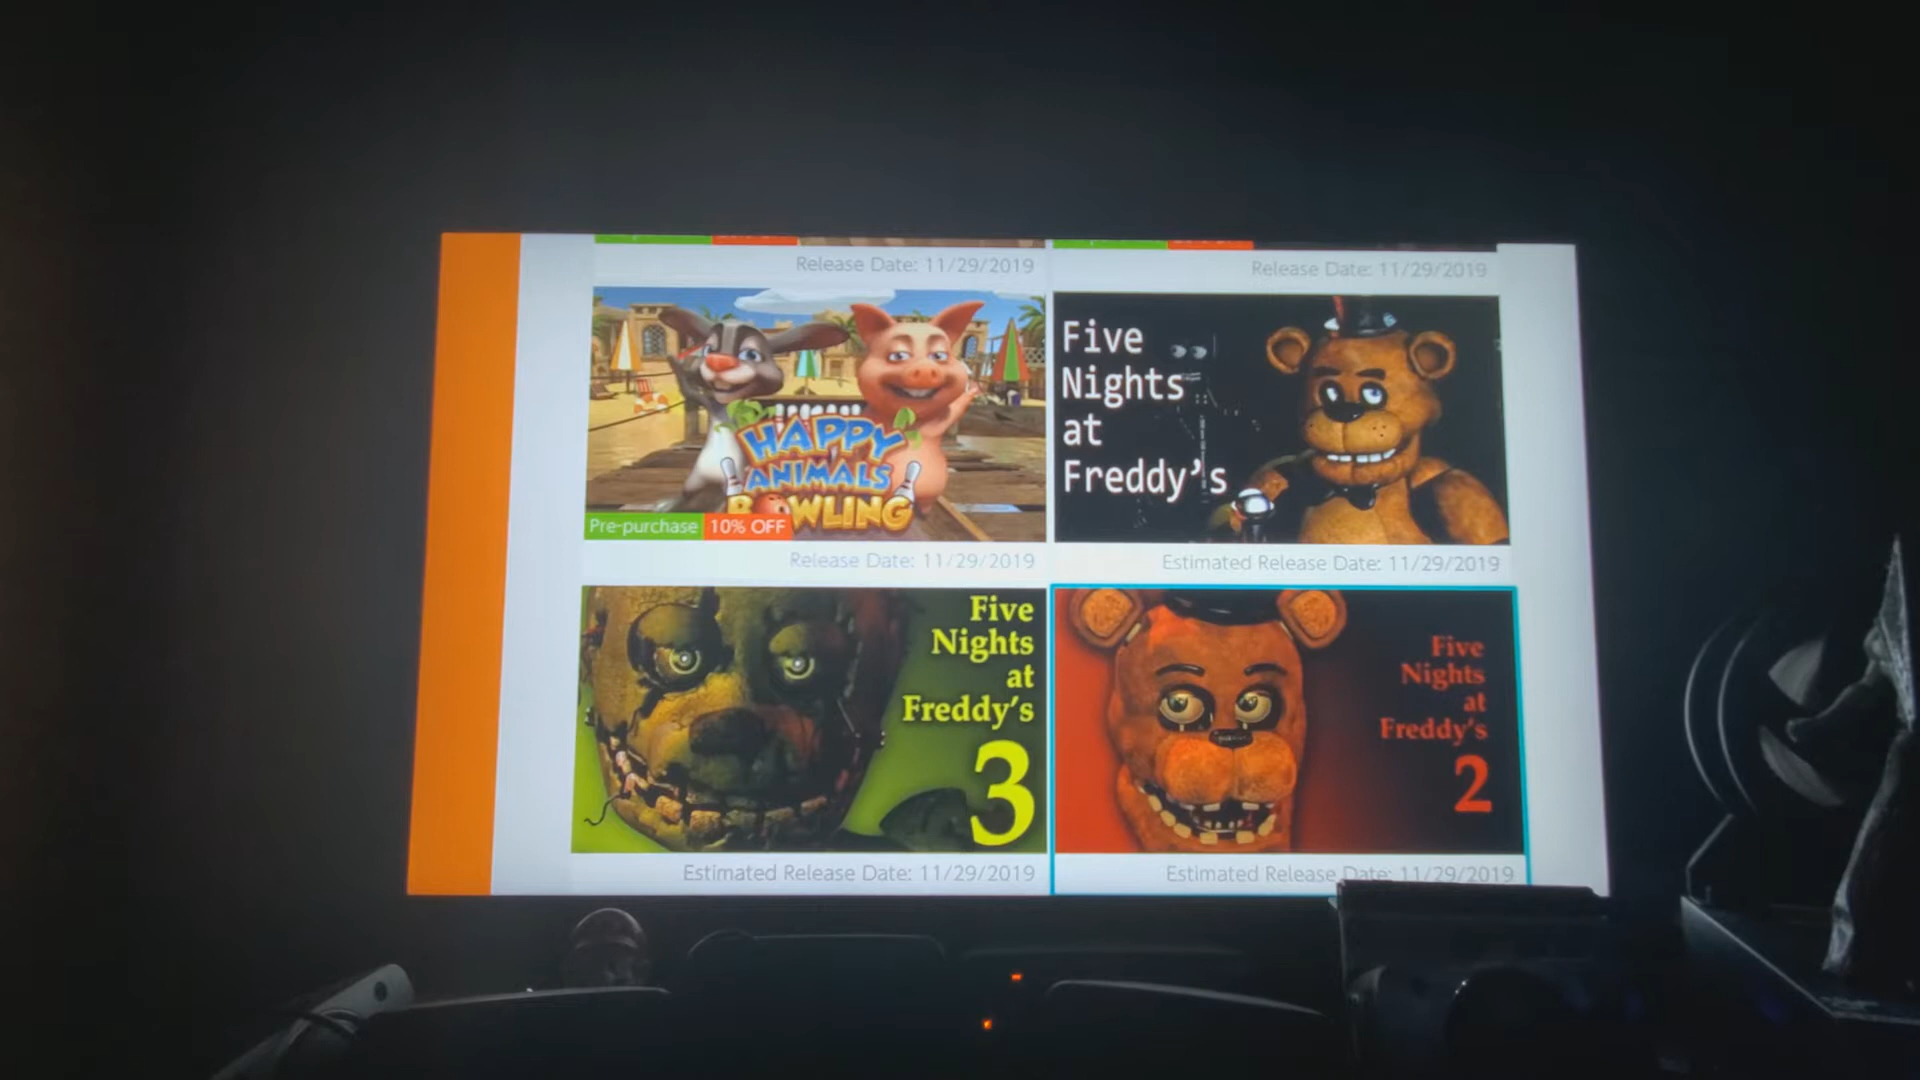 Release Date: 11/29/2019
Release Date: 11/29/2019
HAPPY
ANIMALS
BOWLING
Pre-purchase 10% OFF
Release Date: 11/29/2019
Five
Nights
at
Freddy's
Estimated Release Date: 11/29/2019
Five
Nights
at
Freddy's
3
Estimated Release Date: 11/29/2019
Five
Nights
at
Freddy's
2
Estimated Release Date: 11/29/2019